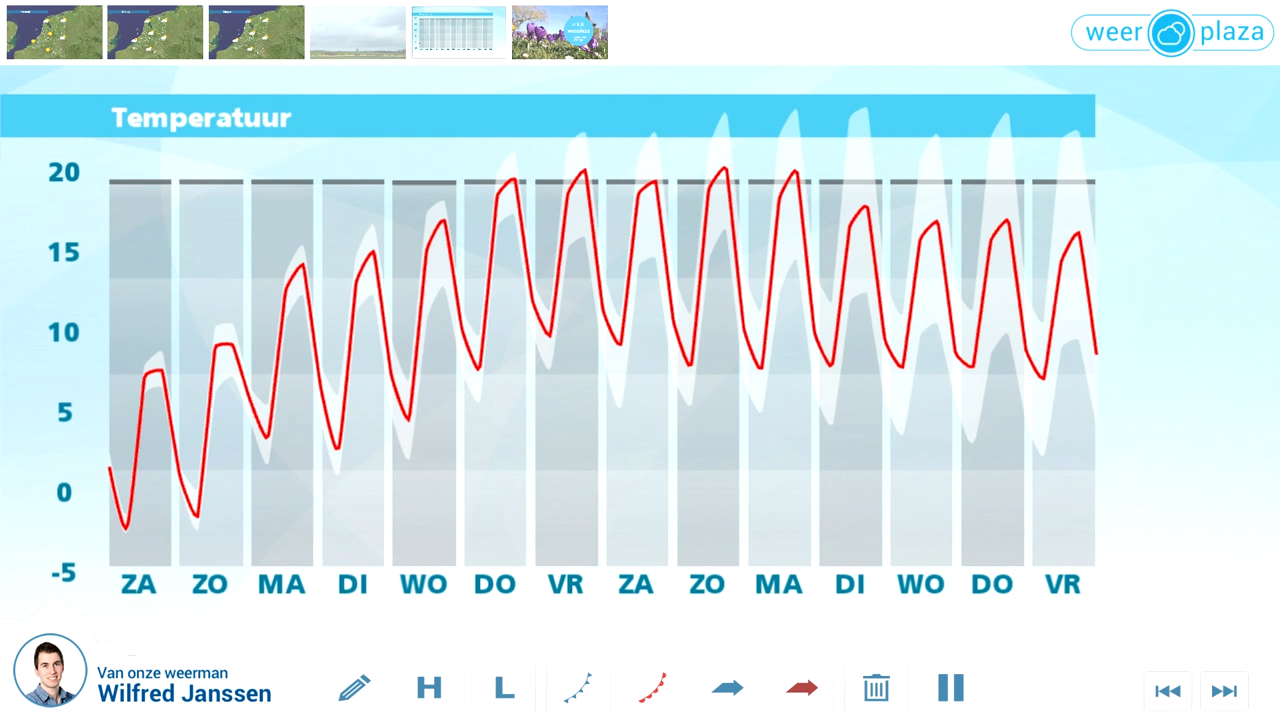 weer plaza
Temperatuur
20
15
10
5
0
-5
ZA ZO MA DI WO DO VR ZA ZO MA DI WO DO VR
Van onze weerman
Wilfred Janssen
H L